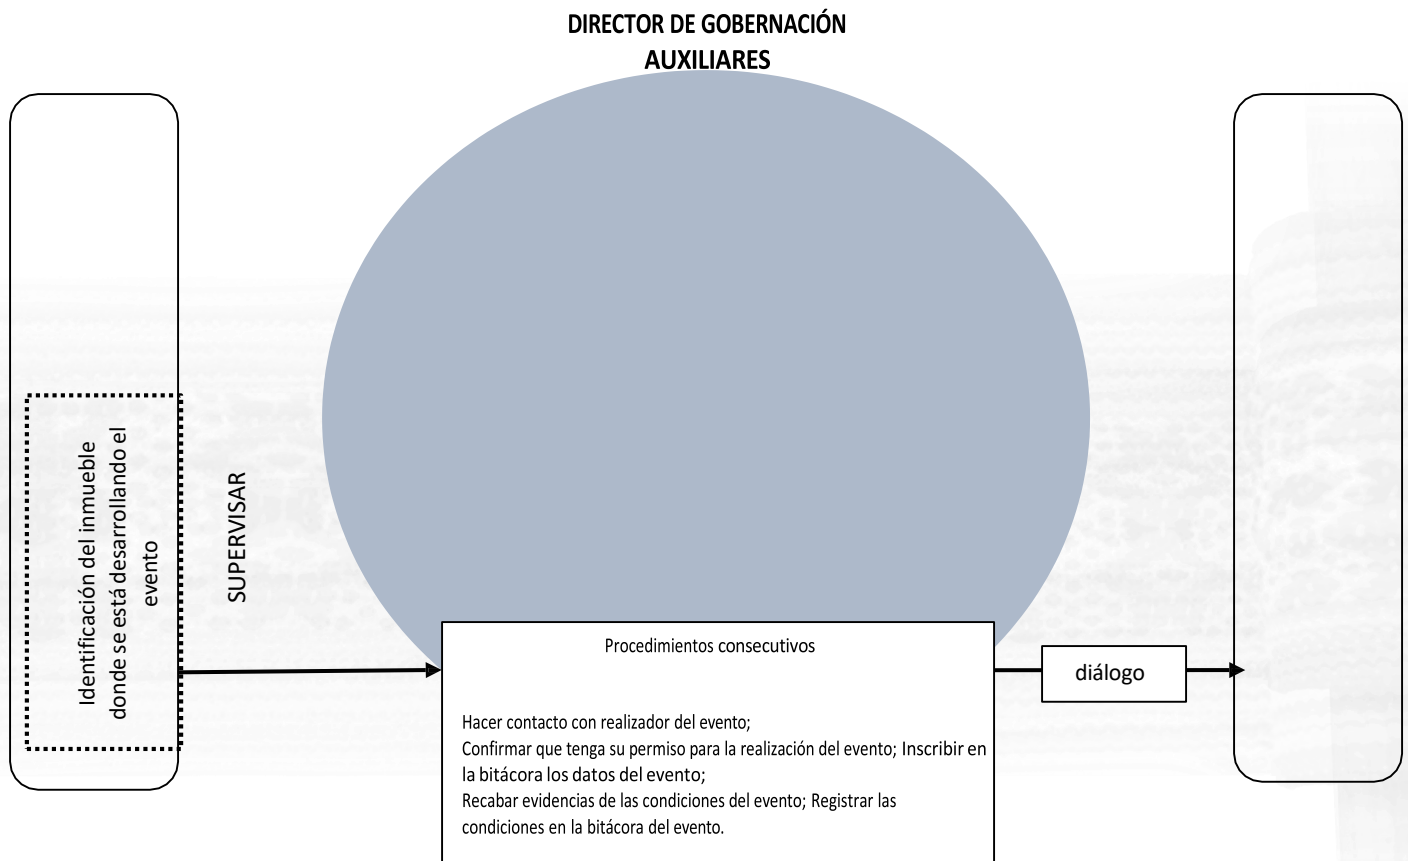 DIRECTOR DE GOBERNACIÓN
AUXILIARES
Identificación del inmueble
donde se está desarrollando el
evento
SUPERVISAR
Procedimientos consecutivos
Hacer contacto con realizador del evento;
Confirmar que tenga su permiso para la realización del evento; Inscribir en
la bitácora los datos del evento;
Recabar evidencias de las condiciones del evento; Registrar las
condiciones en la bitácora del evento.
diálogo